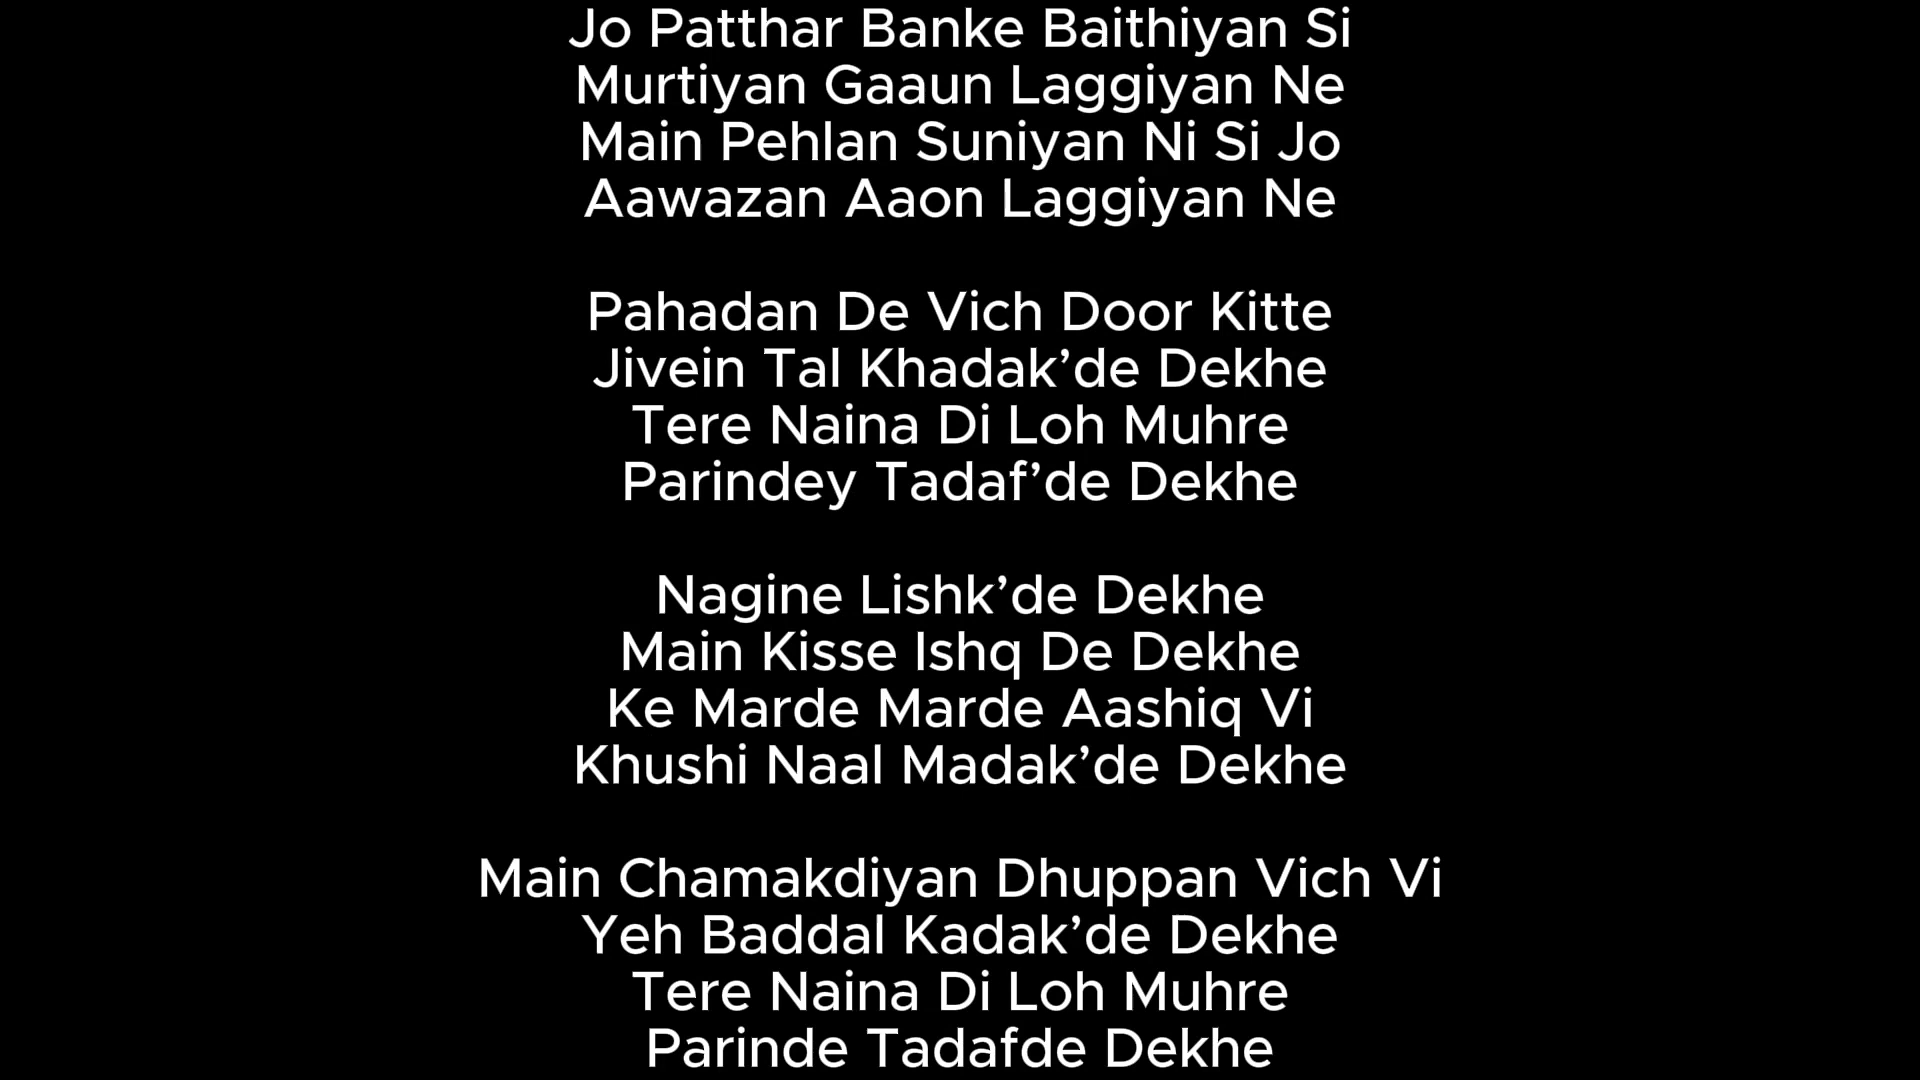 Jo Patthar Banke Baithiyan Si
Murtiyan Gaaun Laggiyan Ne
Main Pehlan Suniyan Ni Si Jo
Aawazan Aaon Laggiyan Ne
Pahadan De Vich Door Kitte
Jivein Tal Khadak’de Dekhe
Tere Naina Di Loh Muhre
Parindey Tadaf’de Dekhe
Nagine Lishk’de Dekhe
Main Kisse Ishq De Dekhe
Ke Marde Marde Aashiq Vi
Khushi Naal Madak’de Dekhe
Main Chamakdiyan Dhuppan Vich Vi
Yeh Baddal Kadak’de Dekhe
Tere Naina Di Loh Muhre
Parinde Tadafde Dekhe